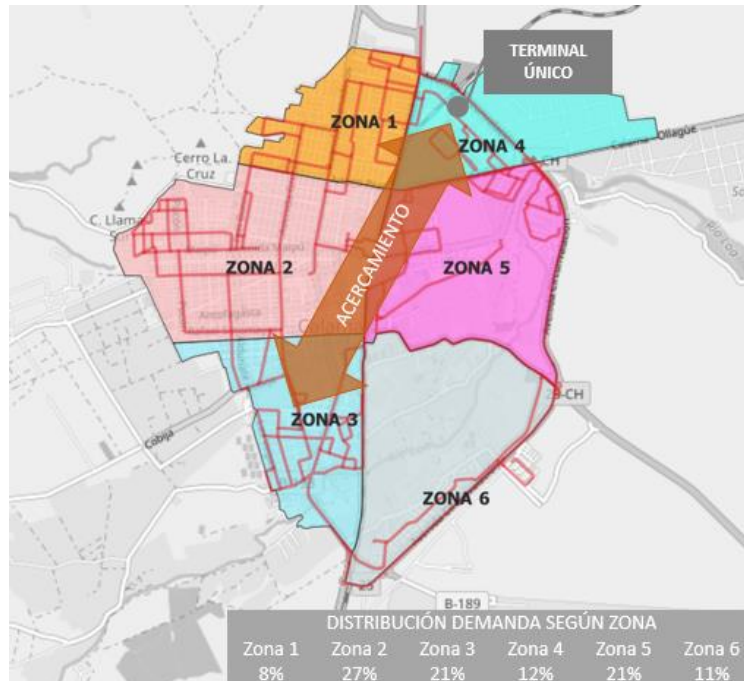 TERMINAL
ÚNICO
ZONA 1
ZONA 4
Cerro La
Cruz
C. Llama
ZONA 2
ACERCAMIENTO
ZONA 5
ZONA 3
Cobija
ZONA 6
B-189
DISTRIBUCIÓN DEMANDA SEGÚN ZONA
Zona 1 Zona 2 Zona 3 Zona 4 Zona 5 Zona 6
8% 27% 21% 12% 21% 11%